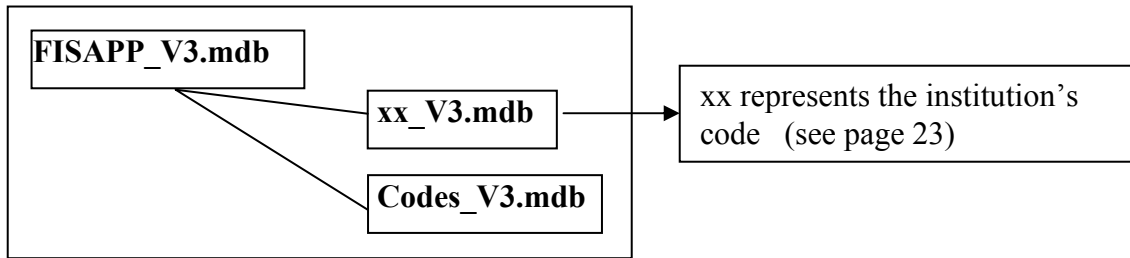 FISAPP_V3.mdb
xx_V3.mdb
Codes_V3.mdb
xx represents the institution’s
code (see page 23)